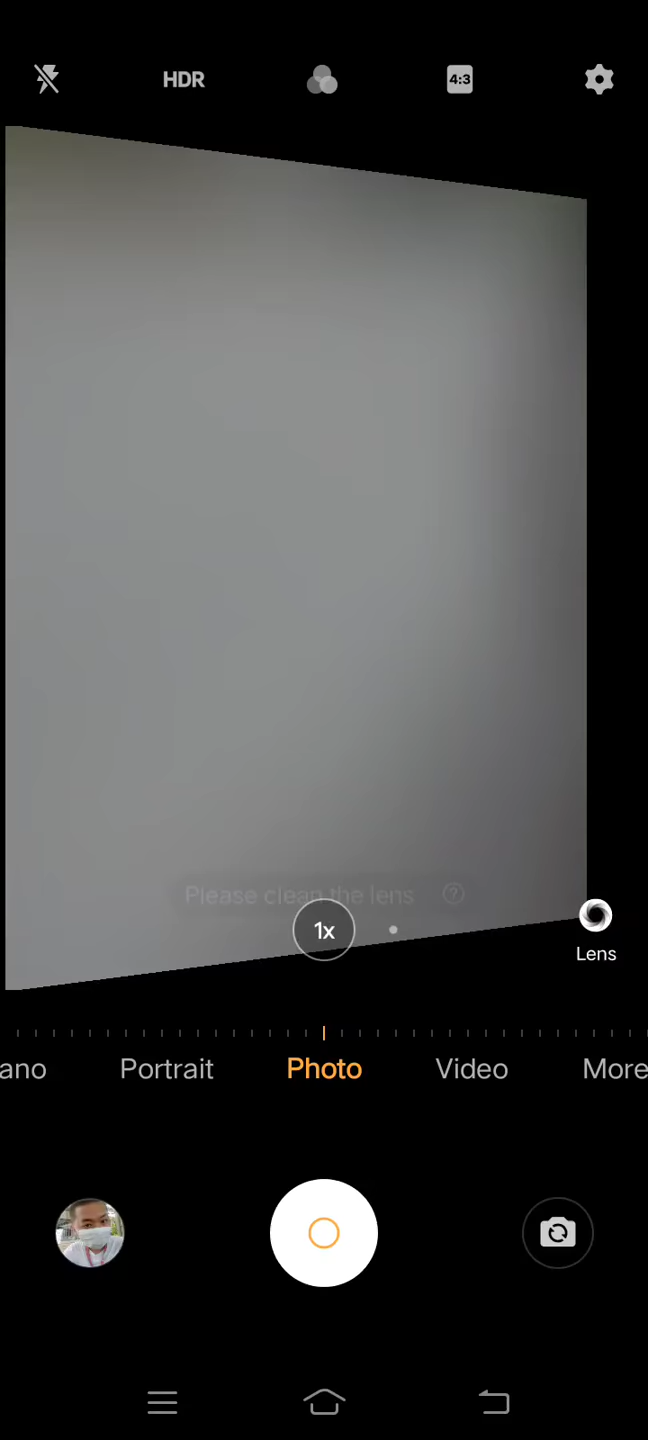 HDR
4:3
Please clean the lens ?
1x
Lens
ano Portrait Photo Video More